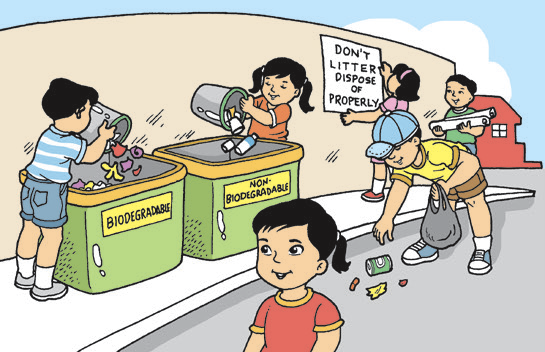 DON'T
LITTER
DISPOSE
OF
PROPERLY
BIODEGRADABLE
NON-
BIODEGRADABLE